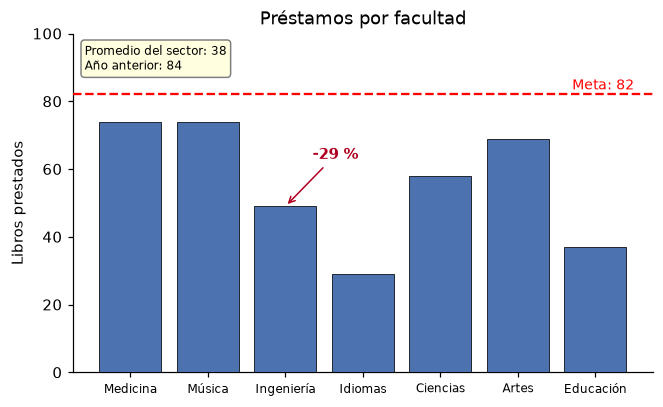 Préstamos por facultad
100
80
60
40
20
0
Libros prestados
Promedio del sector: 38
Año anterior: 84
Meta: 82
-29 %
Medicina
Música
Ingeniería
Idiomas
Ciencias
Artes
Educación